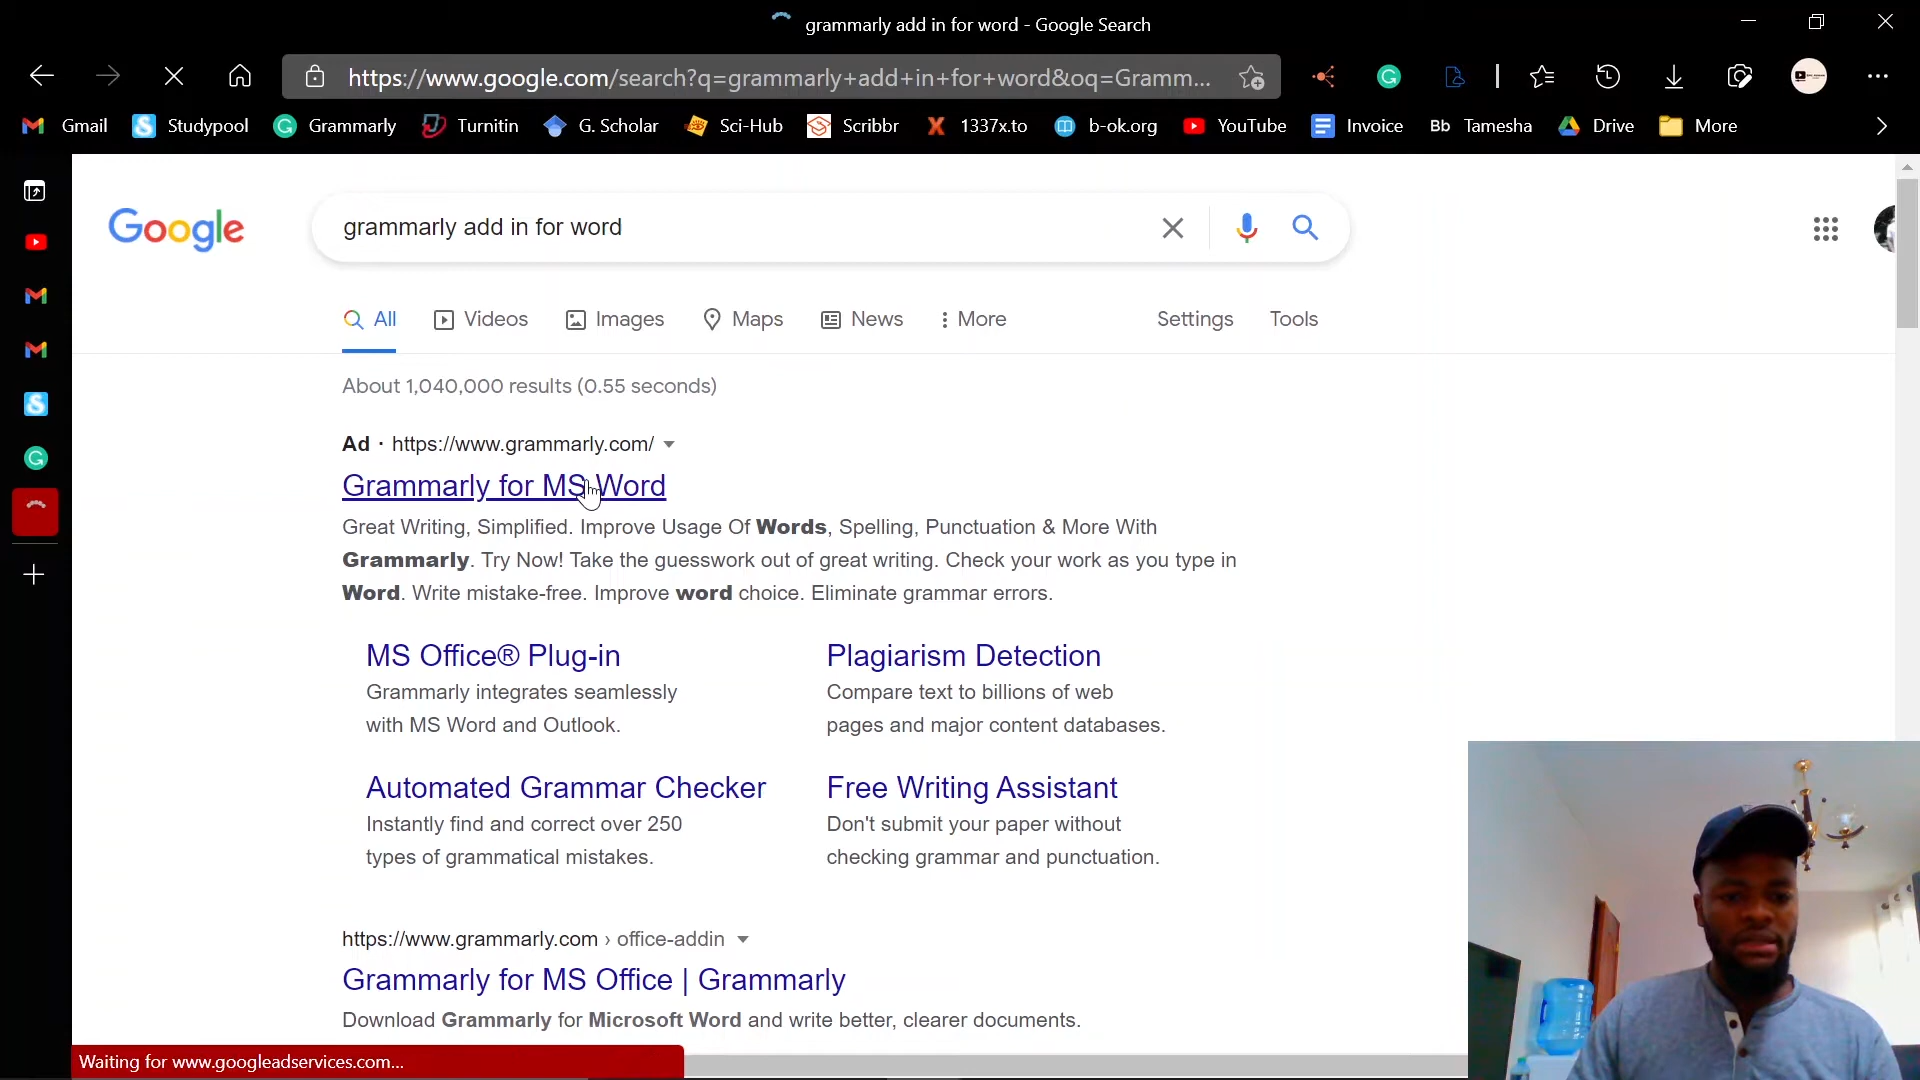 grammarly add in for word - Google Search
https://www.google.com/search?q=grammarly+add+in+for+word&oq=Gramm...
Gmail Studypool Grammarly Turnitin G. Scholar Sci-Hub Scribbr 1337x.to b-ok.org YouTube Invoice Bb Tamesha Drive More
Google
grammarly add in for word
All Videos Images Maps News More Settings Tools
About 1,040,000 results (0.55 seconds)
Ad · https://www.grammarly.com/
Grammarly for MS Word
Great Writing, Simplified. Improve Usage Of Words, Spelling, Punctuation & More With
Grammarly. Try Now! Take the guesswork out of great writing. Check your work as you type in
Word. Write mistake-free. Improve word choice. Eliminate grammar errors.
MS Office® Plug-in
Grammarly integrates seamlessly
with MS Word and Outlook.
Plagiarism Detection
Compare text to billions of web
pages and major content databases.
Automated Grammar Checker
Instantly find and correct over 250
types of grammatical mistakes.
Free Writing Assistant
Don't submit your paper without
checking grammar and punctuation.
https://www.grammarly.com › office-addin
Grammarly for MS Office | Grammarly
Download Grammarly for Microsoft Word and write better, clearer documents.
Waiting for www.googleadservices.com...